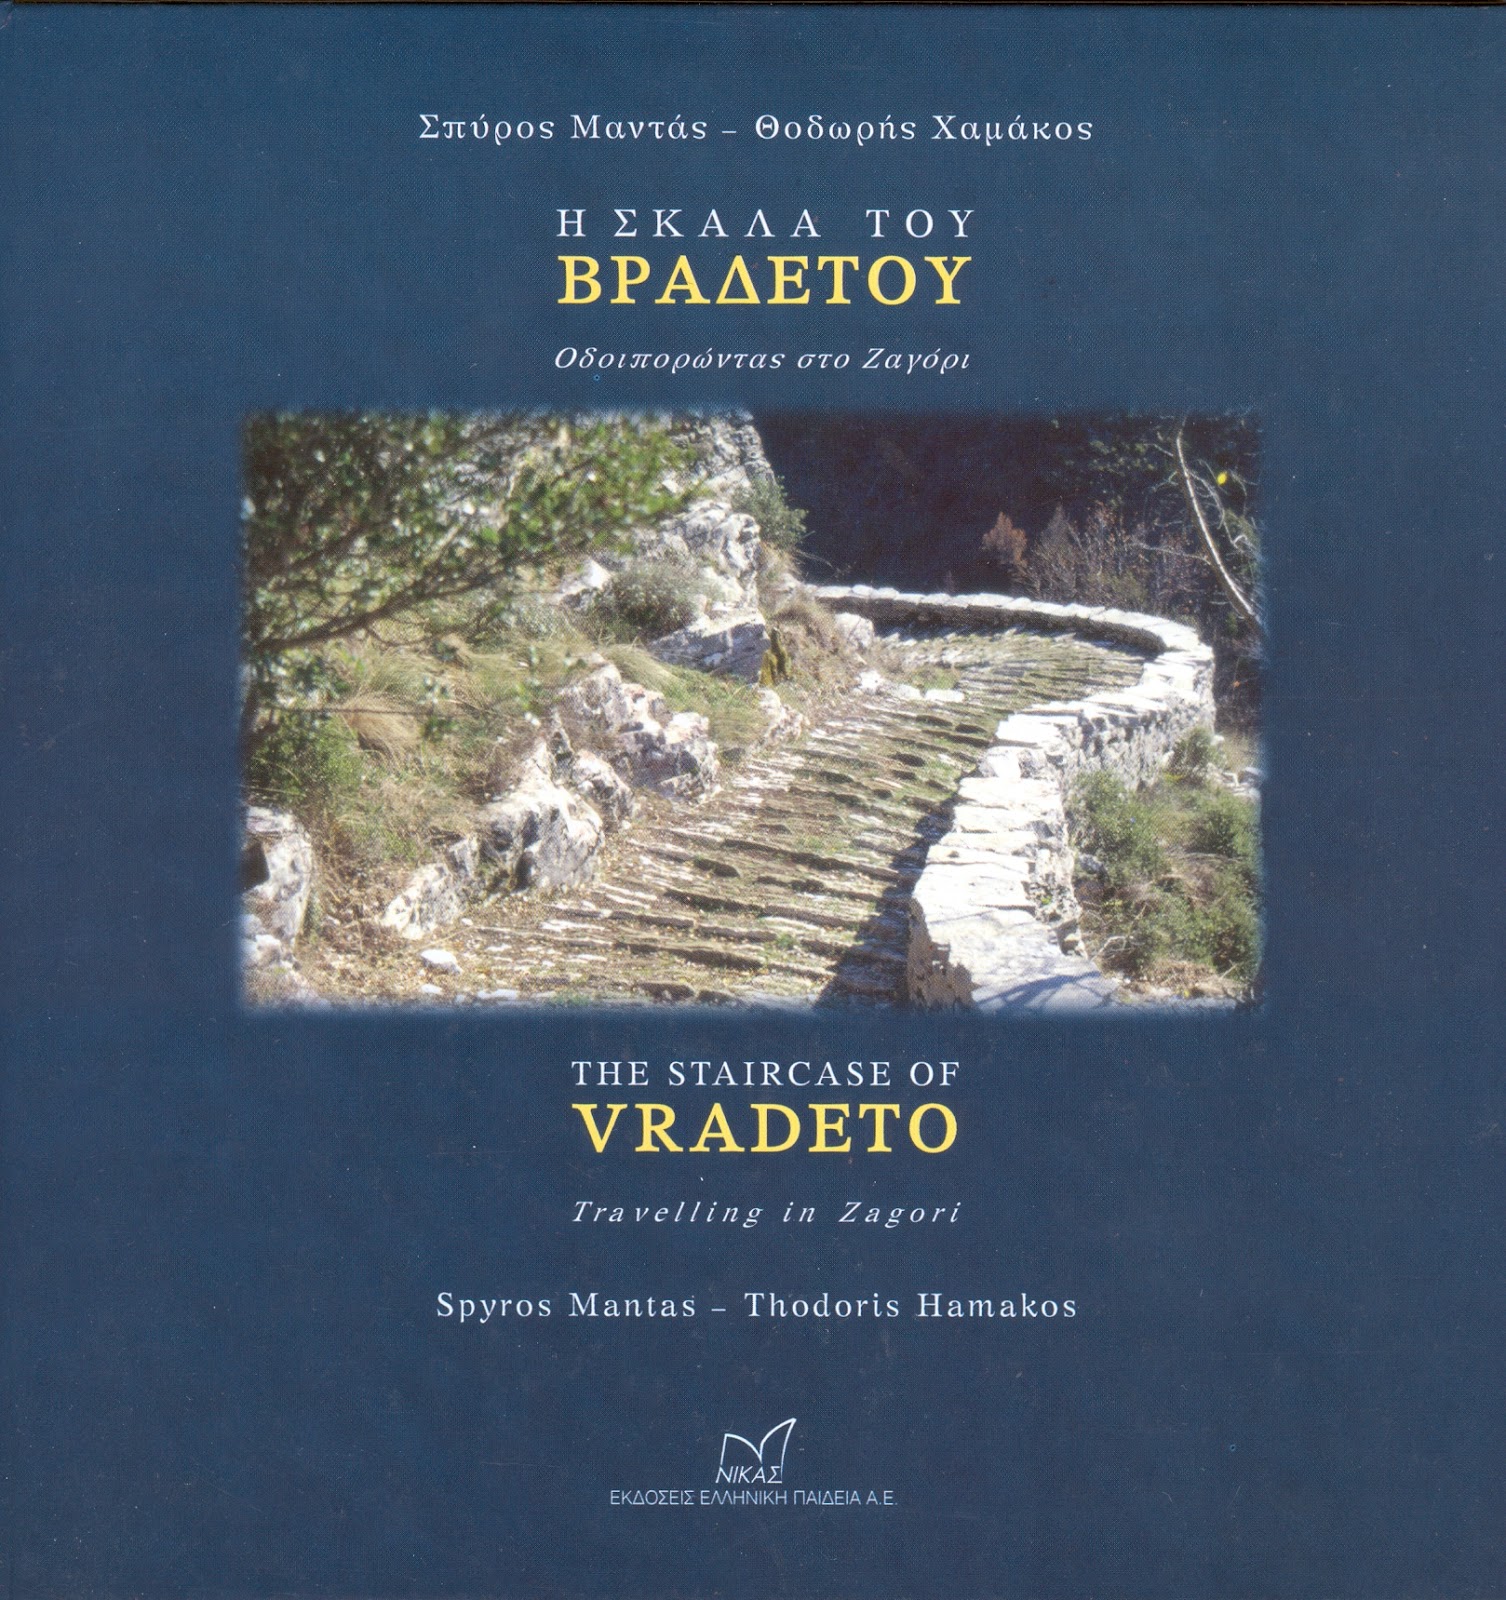 Σπύρος Μαντάς – Θοδωρής Χαμάκος
Η ΣΚΑΛΑ ΤΟΥ
ΒΡΑΔΕΤΟΥ
Οδοιπορώντας στο Ζαγόρι
THE STAIRCASE OF
VRADETO
Travelling in Zagori
Spyros Mantas – Thodoris Hamakos
ΝΙΚΑΣ
ΕΚΔΟΣΕΙΣ ΕΛΛΗΝΙΚΗ ΠΑΙΔΕΙΑ Α.Ε.